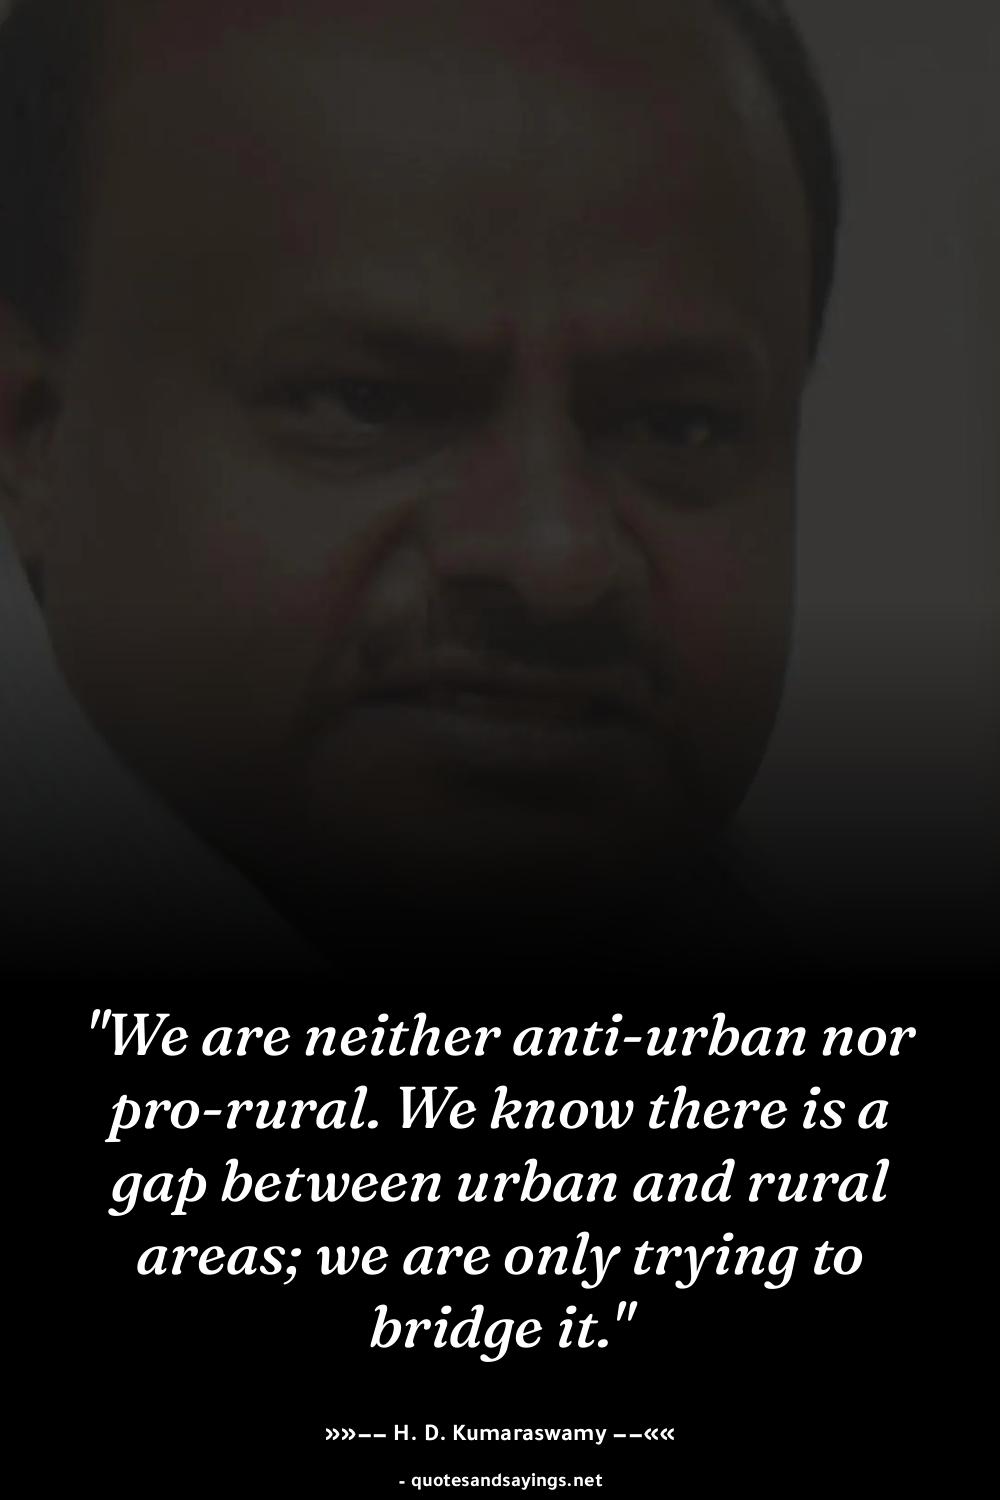 "We are neither anti-urban nor
pro-rural. We know there is a
gap between urban and rural
areas; we are only trying to
bridge it."
»»−− H. D. Kumaraswamy −−««
- quotesandsayings.net